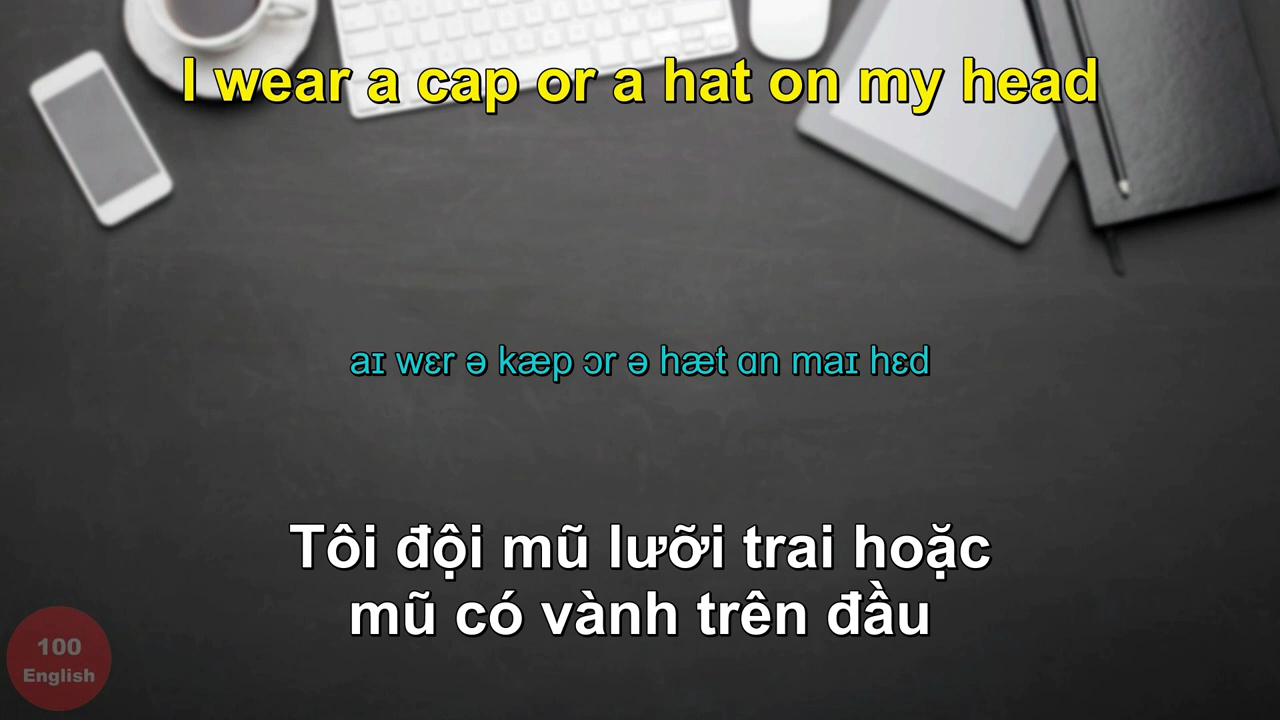 I wear a cap or a hat on my head
aɪ wɛr ə kæp ɔr ə hæt ɑn maɪ hɛd
Tôi đội mũ lưỡi trai hoặc
mũ có vành trên đầu
100
English